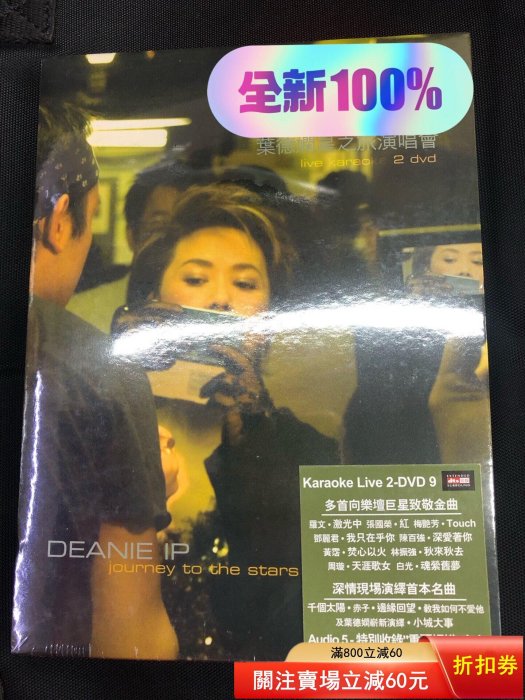 全新100%
葉德嫻星之旅演唱會
live karaoke 2 dvd
DEANIE IP
journey to the stars
Karaoke Live 2-DVD 9
EXTENDED
dts
SURROUND
多首向樂壇巨星致敬金曲
羅文・激光中 張國榮・紅 梅艷芳・Touch
鄧麗君・我只在乎你 陳百強・深愛著你
黃霑・焚心以火 林振強・秋來秋去
周璇・天涯歌女 白光・魂縈舊夢
深情現場演繹首本名曲
千個太陽・赤子・邊緣回望・教我如何不愛他
及葉德嫻嶄新演繹・小城大事
Audio 5 - 特別收錄"
滿800立減60
關注賣場立減60元
折扣券